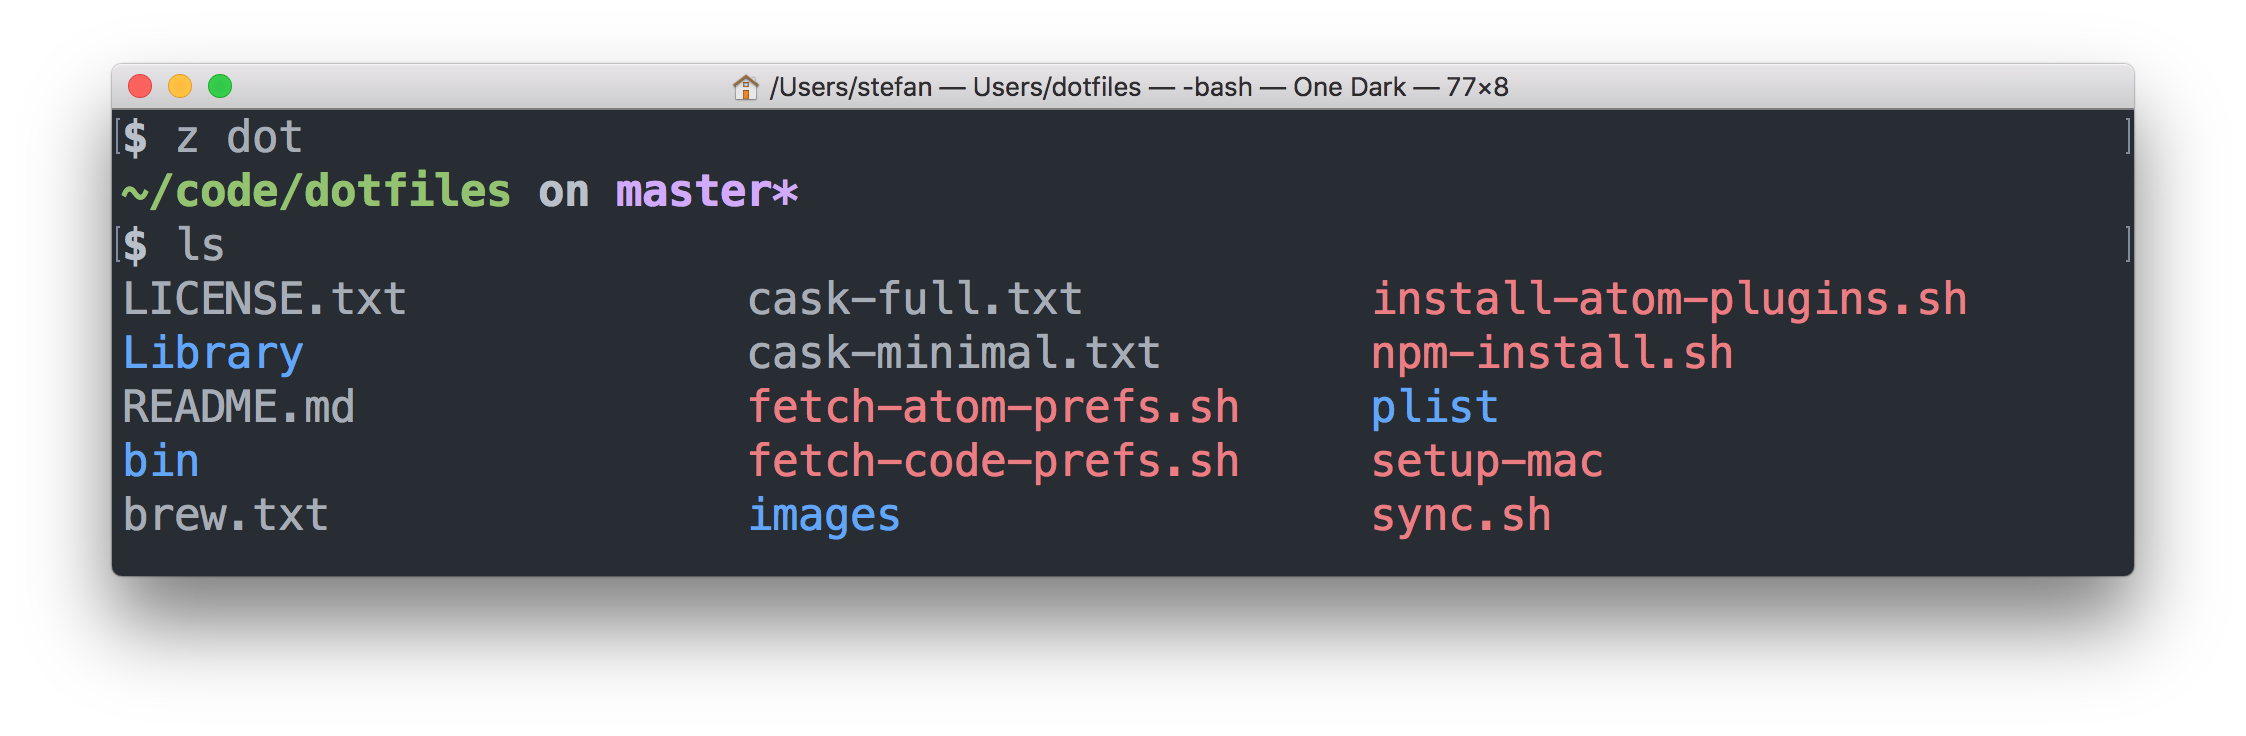 /Users/stefan — Users/dotfiles — -bash — One Dark — 77×8
[$ z dot ]
~/code/dotfiles on master*
[$ ls ]
LICENSE.txt cask-full.txt install-atom-plugins.sh
Library cask-minimal.txt npm-install.sh
README.md fetch-atom-prefs.sh plist
bin fetch-code-prefs.sh setup-mac
brew.txt images sync.sh